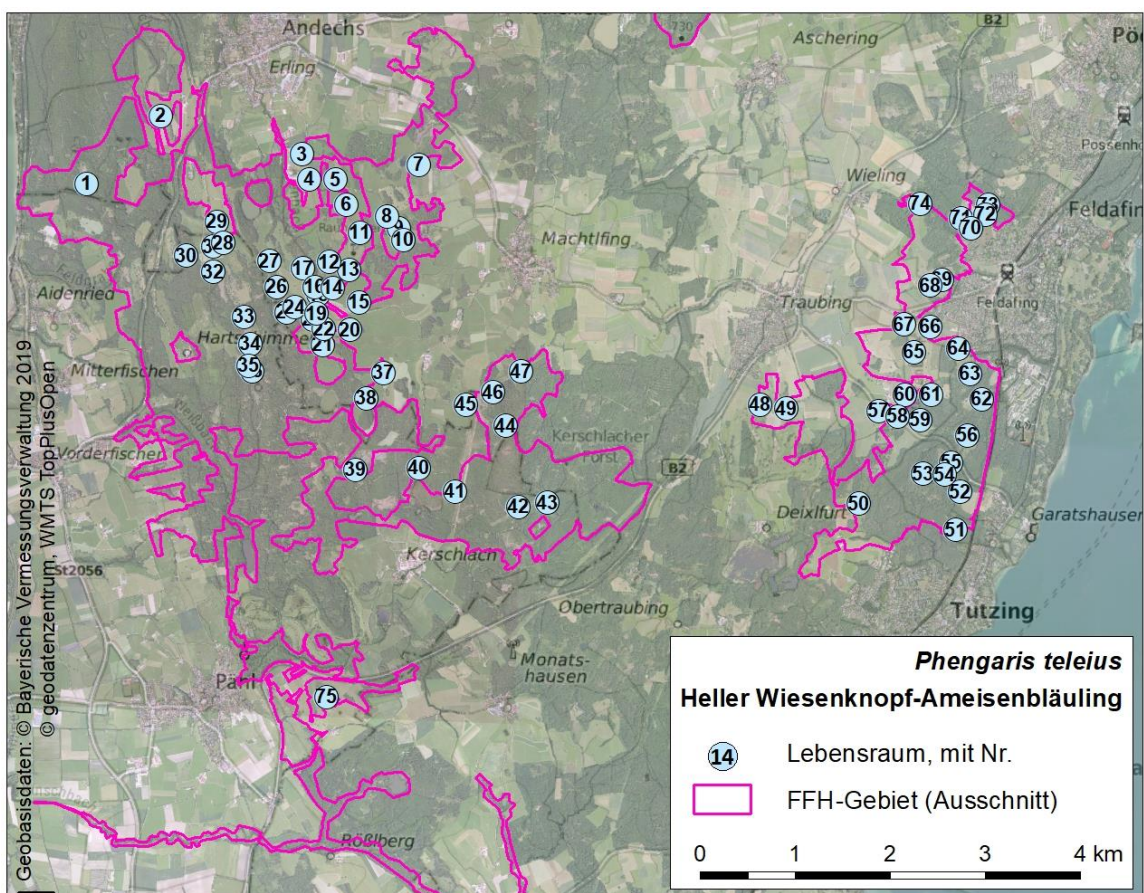 Andechs
Erling
730
Aschering
B2
Pö
Possenho
Wieling
Feldafin
Machtlfing
Aidenried
Traubing
Feldafing
Mitterfischen
Vorderfischen
Kerschlacher
Forst
B2
Deixlfurt
Garatshausen
Kerschlach
St2056
Obertraubing
Tutzing
Monats-
hausen
Pähl
Rößlberg
1
2
3
4
5
6
7
8
10
11
12
13
14
15
17
19
20
21
22
24
26
27
28
29
30
32
33
34
35
37
38
39
40
41
42
43
44
45
46
47
48
49
50
51
52
53
54
55
56
57
58
59
60
61
62
63
64
65
66
67
68
69
70
71
72
73
74
75
Phengaris teleius
Heller Wiesenknopf-Ameisenbläuling
14 Lebensraum, mit Nr.
FFH-Gebiet (Ausschnitt)
0 1 2 3 4 km
Geobasisdaten: © Bayerische Vermessungsverwaltung 2019
© geodatenzentrum, WMTS TopPlusOpen